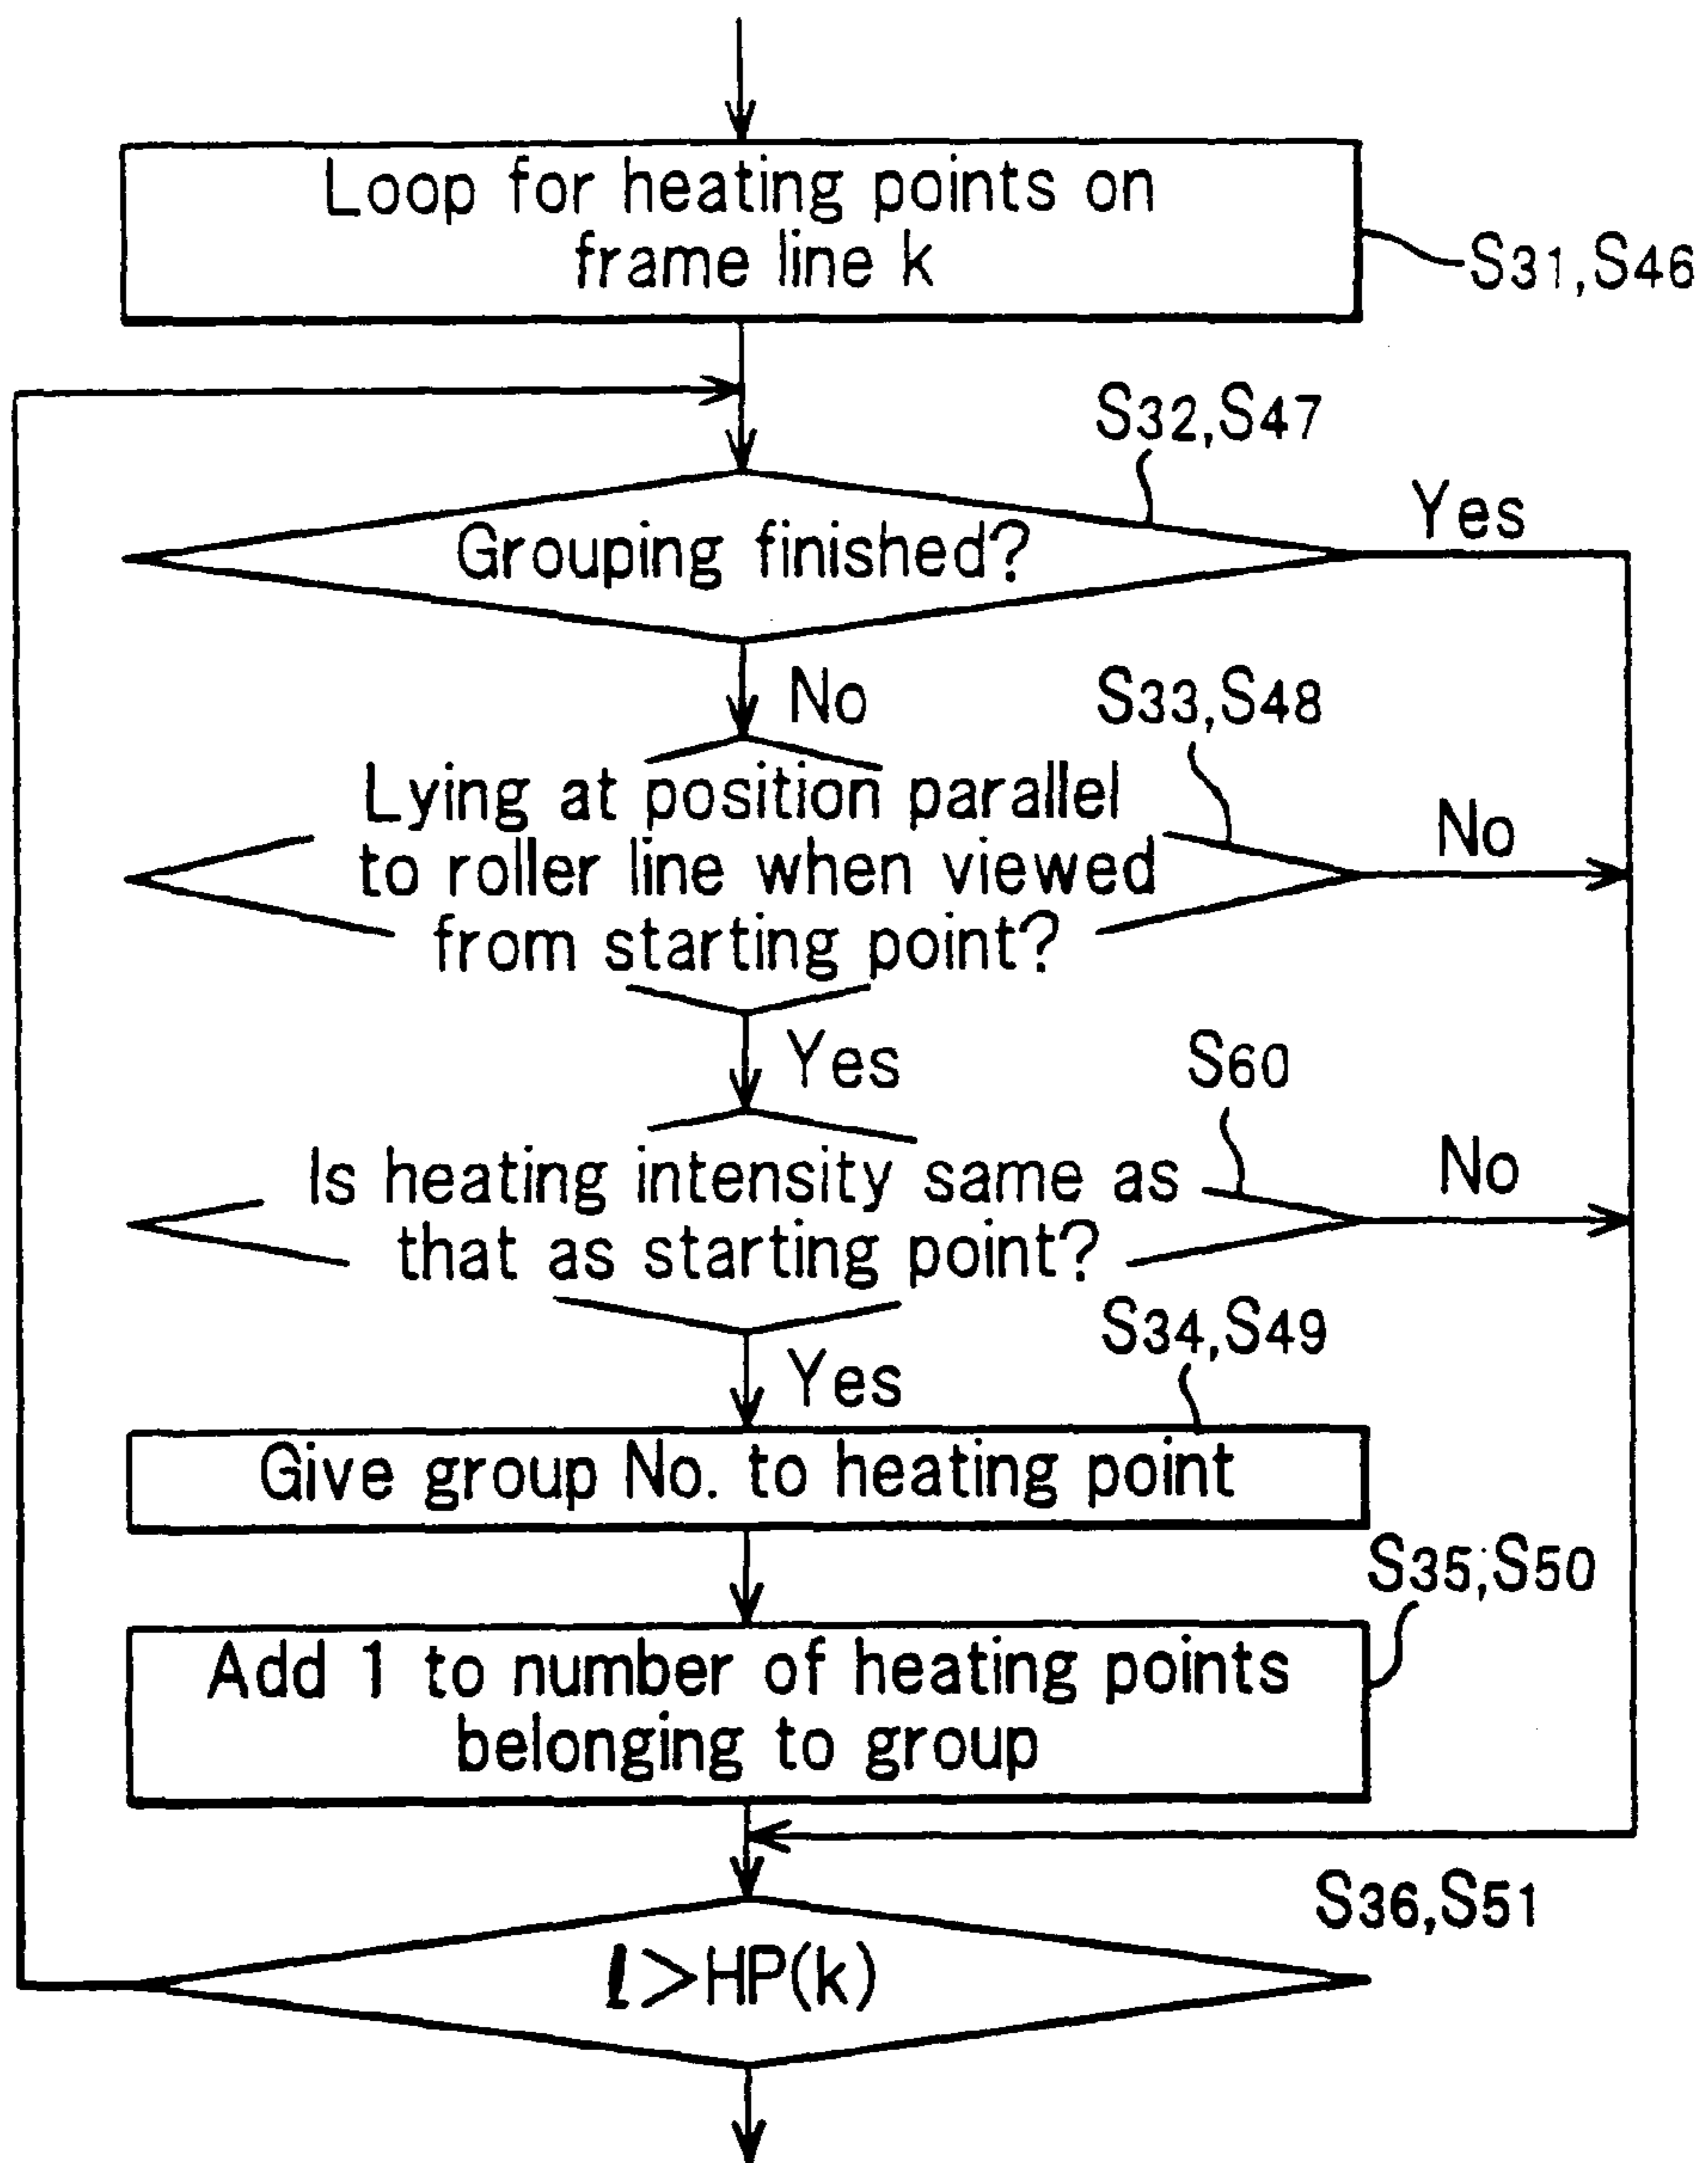 Loop for heating points on
frame line k
S31,S46
S32,S47
Grouping finished?
Yes
No
S33,S48
Lying at position parallel
to roller line when viewed
from starting point?
No
Yes
S60
Is heating intensity same as
that as starting point?
No
Yes
S34,S49
Give group No. to heating point
S35,S50
Add 1 to number of heating points
belonging to group
S36,S51
l>HP(k)